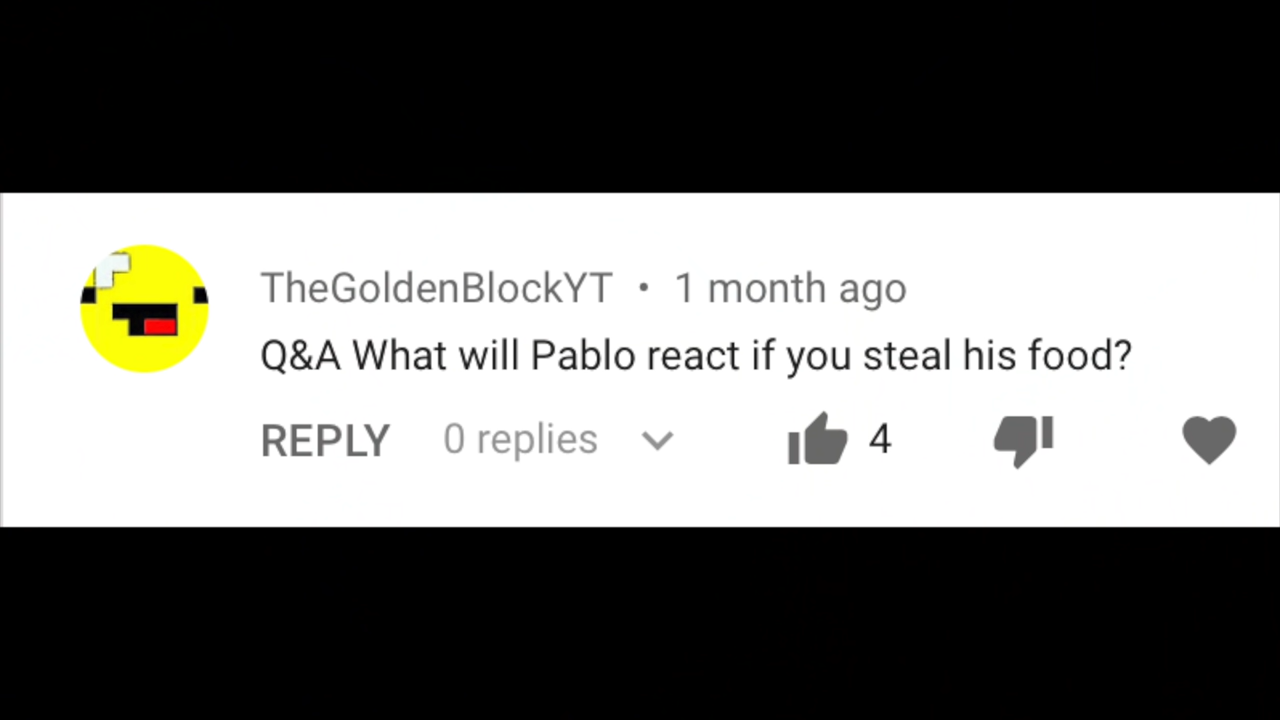 TheGoldenBlockYT • 1 month ago
Q&A What will Pablo react if you steal his food?
REPLY 0 replies 4